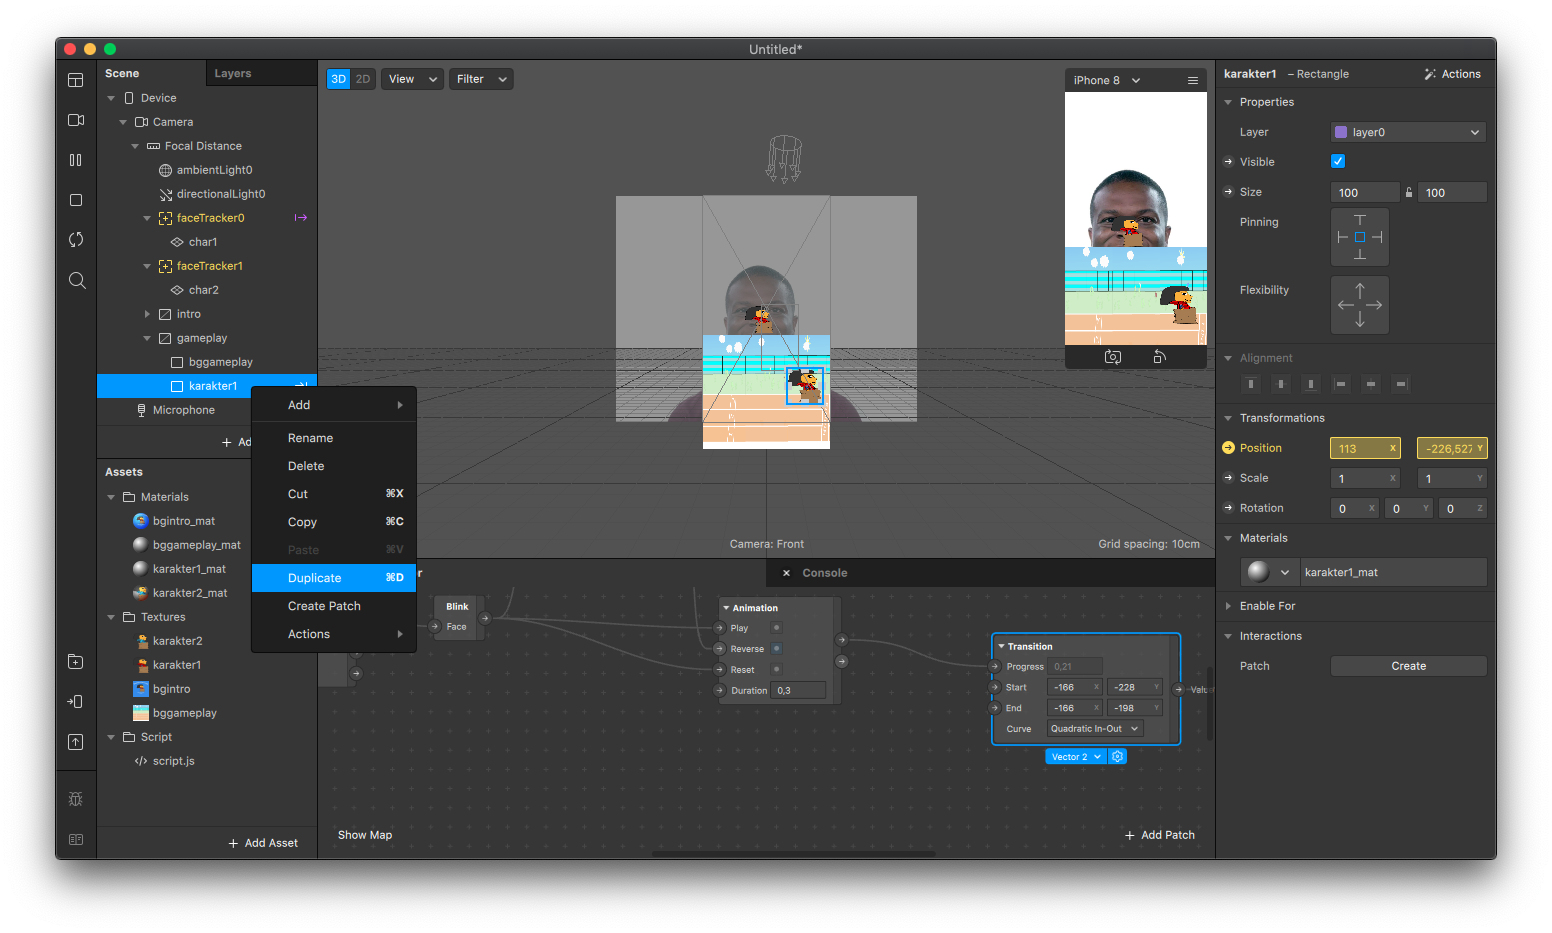 Untitled*
Scene
Layers
Device
Camera
Focal Distance
ambientLight0
directionalLight0
faceTracker0
char1
faceTracker1
char2
intro
gameplay
bggameplay
karakter1
Microphone
Add
Rename
Delete
Cut ⌘X
Copy ⌘C
Paste ⌘V
Duplicate ⌘D
Create Patch
Actions
Assets
Materials
bgintro_mat
bggameplay_mat
karakter1_mat
karakter2_mat
Textures
karakter2
karakter1
bgintro
bggameplay
Script
script.js
+ Add Asset
3D 2D
View
Filter
Camera: Front
Grid spacing: 10cm
Console
Blink
Face
Animation
Play
Reverse
Reset
Duration 0,3
Transition
Progress 0,21
Start -166 X -228 Y
End -166 X -198 Y
Curve Quadratic In-Out
Vector 2
Show Map
+ Add Patch
iPhone 8
karakter1 – Rectangle
Actions
Properties
Layer layer0
Visible
Size 100 100
Pinning
Flexibility
Alignment
Transformations
Position 113 X -226,527 Y
Scale 1 X 1 Y
Rotation 0 X 0 Y 0 Z
Materials
karakter1_mat
Enable For
Interactions
Patch Create